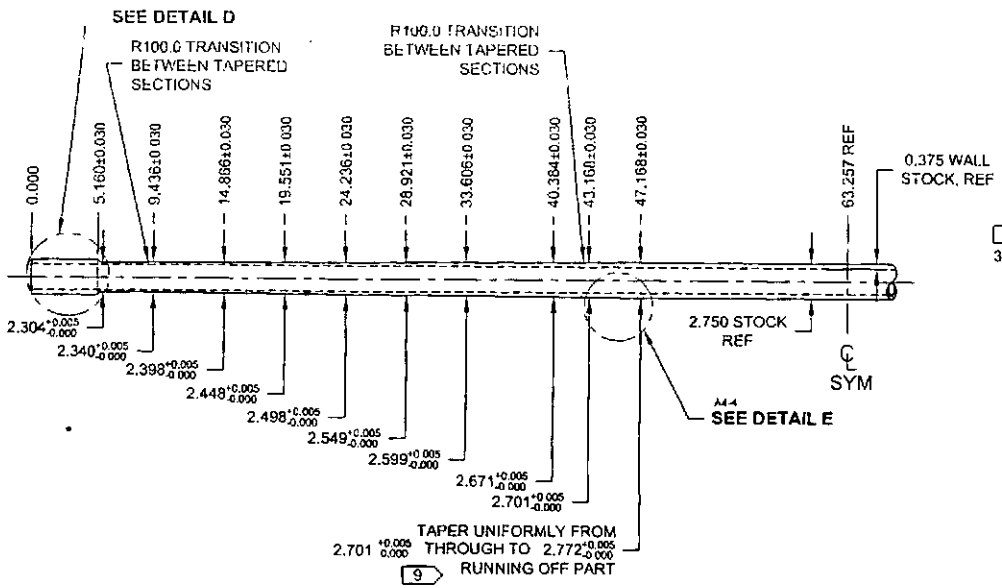 SEE DETAIL D
R100.0 TRANSITION
BETWEEN TAPERED
SECTIONS
R100.0 TRANSITION
BETWEEN TAPERED
SECTIONS
0.000
5.160±0.030
9.436±0.030
14.866±0.030
19.551±0.030
24.236±0.030
28.921±0.030
33.606±0.030
40.384±0.030
43.168±0.030
47.168±0.030
63.257 REF
0.375 WALL
STOCK, REF
3
2.304 +0.005 -0.000
2.340 +0.005 -0.000
2.398 +0.005 -0.000
2.448 +0.005 -0.000
2.498 +0.005 -0.000
2.549 +0.005 -0.000
2.599 +0.005 -0.000
2.671 +0.005 -0.000
2.701 +0.005 -0.000
2.750 STOCK
REF
℄
SYM
A4-4
SEE DETAIL E
TAPER UNIFORMLY FROM
2.701 +0.005 0.000 THROUGH TO 2.772 +0.005 -0.000
9 RUNNING OFF PART